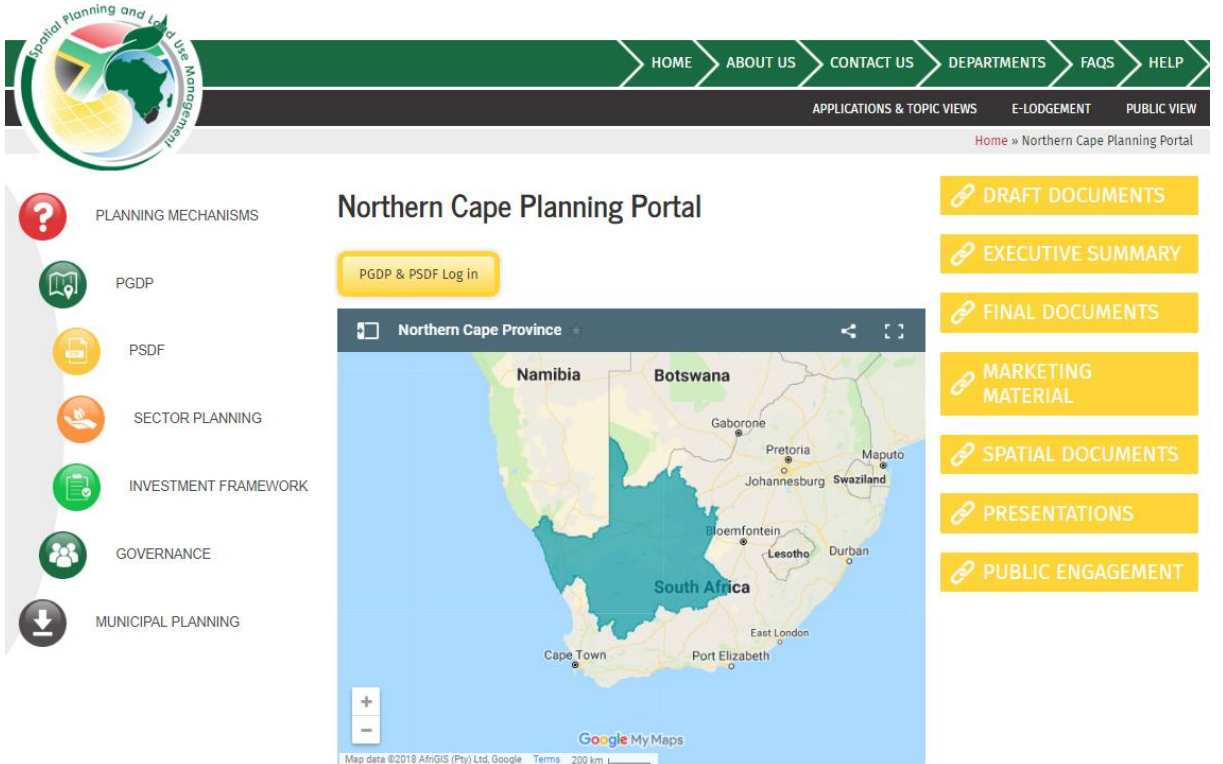 Spatial Planning and Land Use Management
HOME
ABOUT US
CONTACT US
DEPARTMENTS
FAQS
HELP
APPLICATIONS & TOPIC VIEWS
E-LODGEMENT
PUBLIC VIEW
Home » Northern Cape Planning Portal
PLANNING MECHANISMS
PGDP
PSDF
SECTOR PLANNING
INVESTMENT FRAMEWORK
GOVERNANCE
MUNICIPAL PLANNING
Northern Cape Planning Portal
PGDP & PSDF Log in
Northern Cape Province
Namibia
Botswana
Gaborone
Pretoria
Maputo
Johannesburg
Swaziland
Bloemfontein
Lesotho
Durban
South Africa
East London
Cape Town
Port Elizabeth
Google My Maps
Map data ©2018 AfriGIS (Pty) Ltd, Google
Terms
200 km
DRAFT DOCUMENTS
EXECUTIVE SUMMARY
FINAL DOCUMENTS
MARKETING
MATERIAL
SPATIAL DOCUMENTS
PRESENTATIONS
PUBLIC ENGAGEMENT